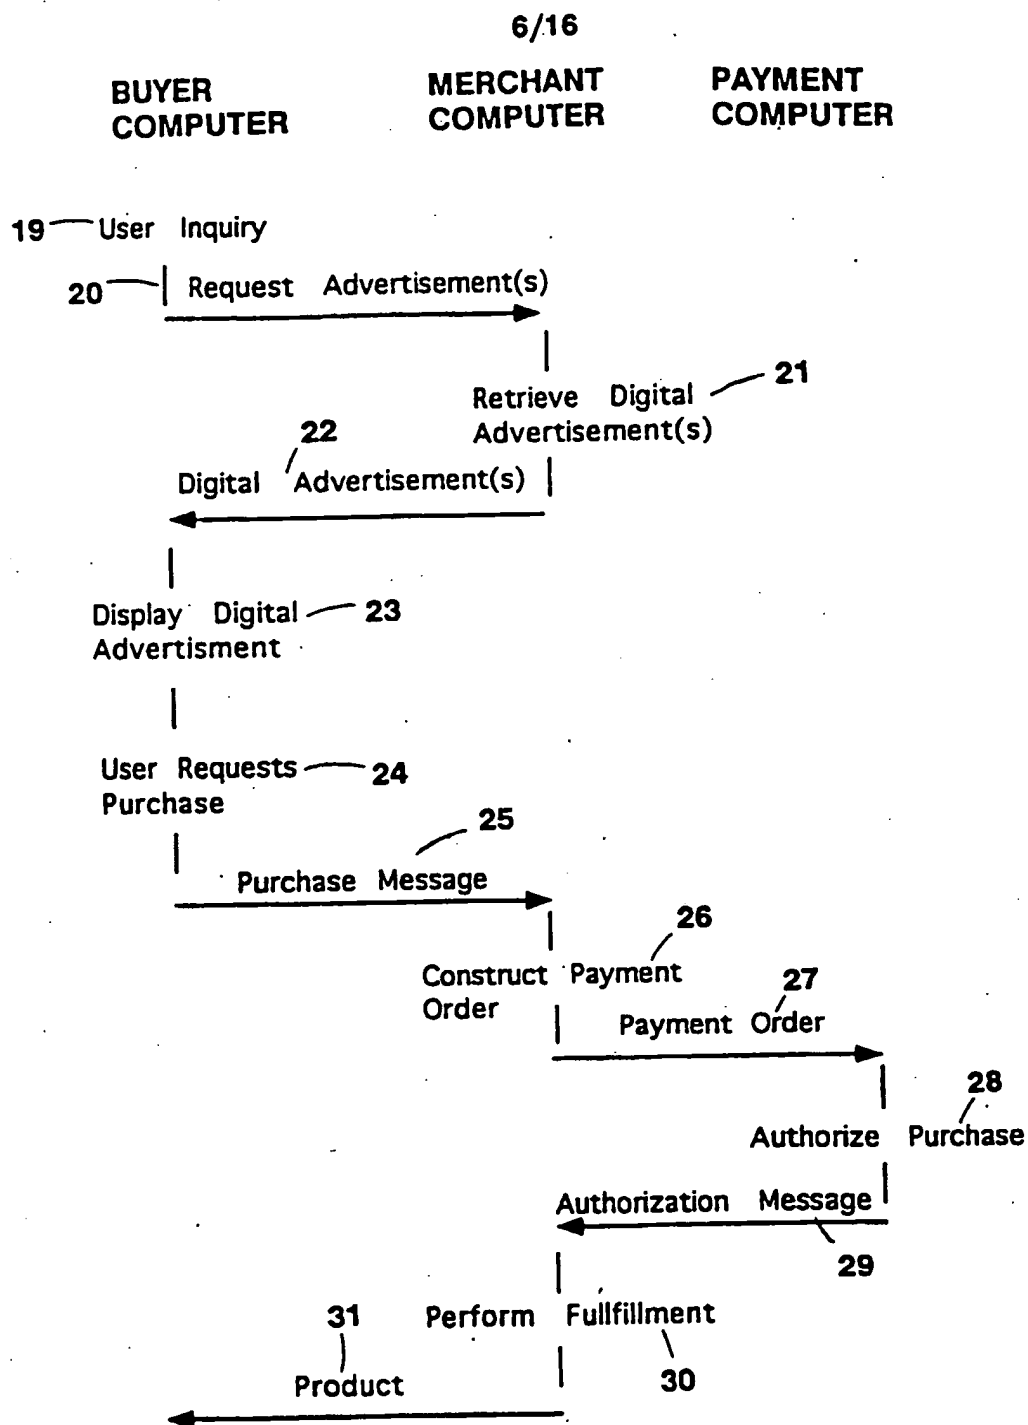 6/16
BUYER
COMPUTER
MERCHANT
COMPUTER
PAYMENT
COMPUTER
19 User Inquiry
20 Request Advertisement(s)
21
Retrieve Digital
Advertisement(s)
22
Digital Advertisement(s)
Display Digital 23
Advertisment
User Requests 24
Purchase
25
Purchase Message
26
Construct Payment
Order
27
Payment Order
28
Authorize Purchase
Authorization Message
29
31
Perform Fullfillment
30
Product